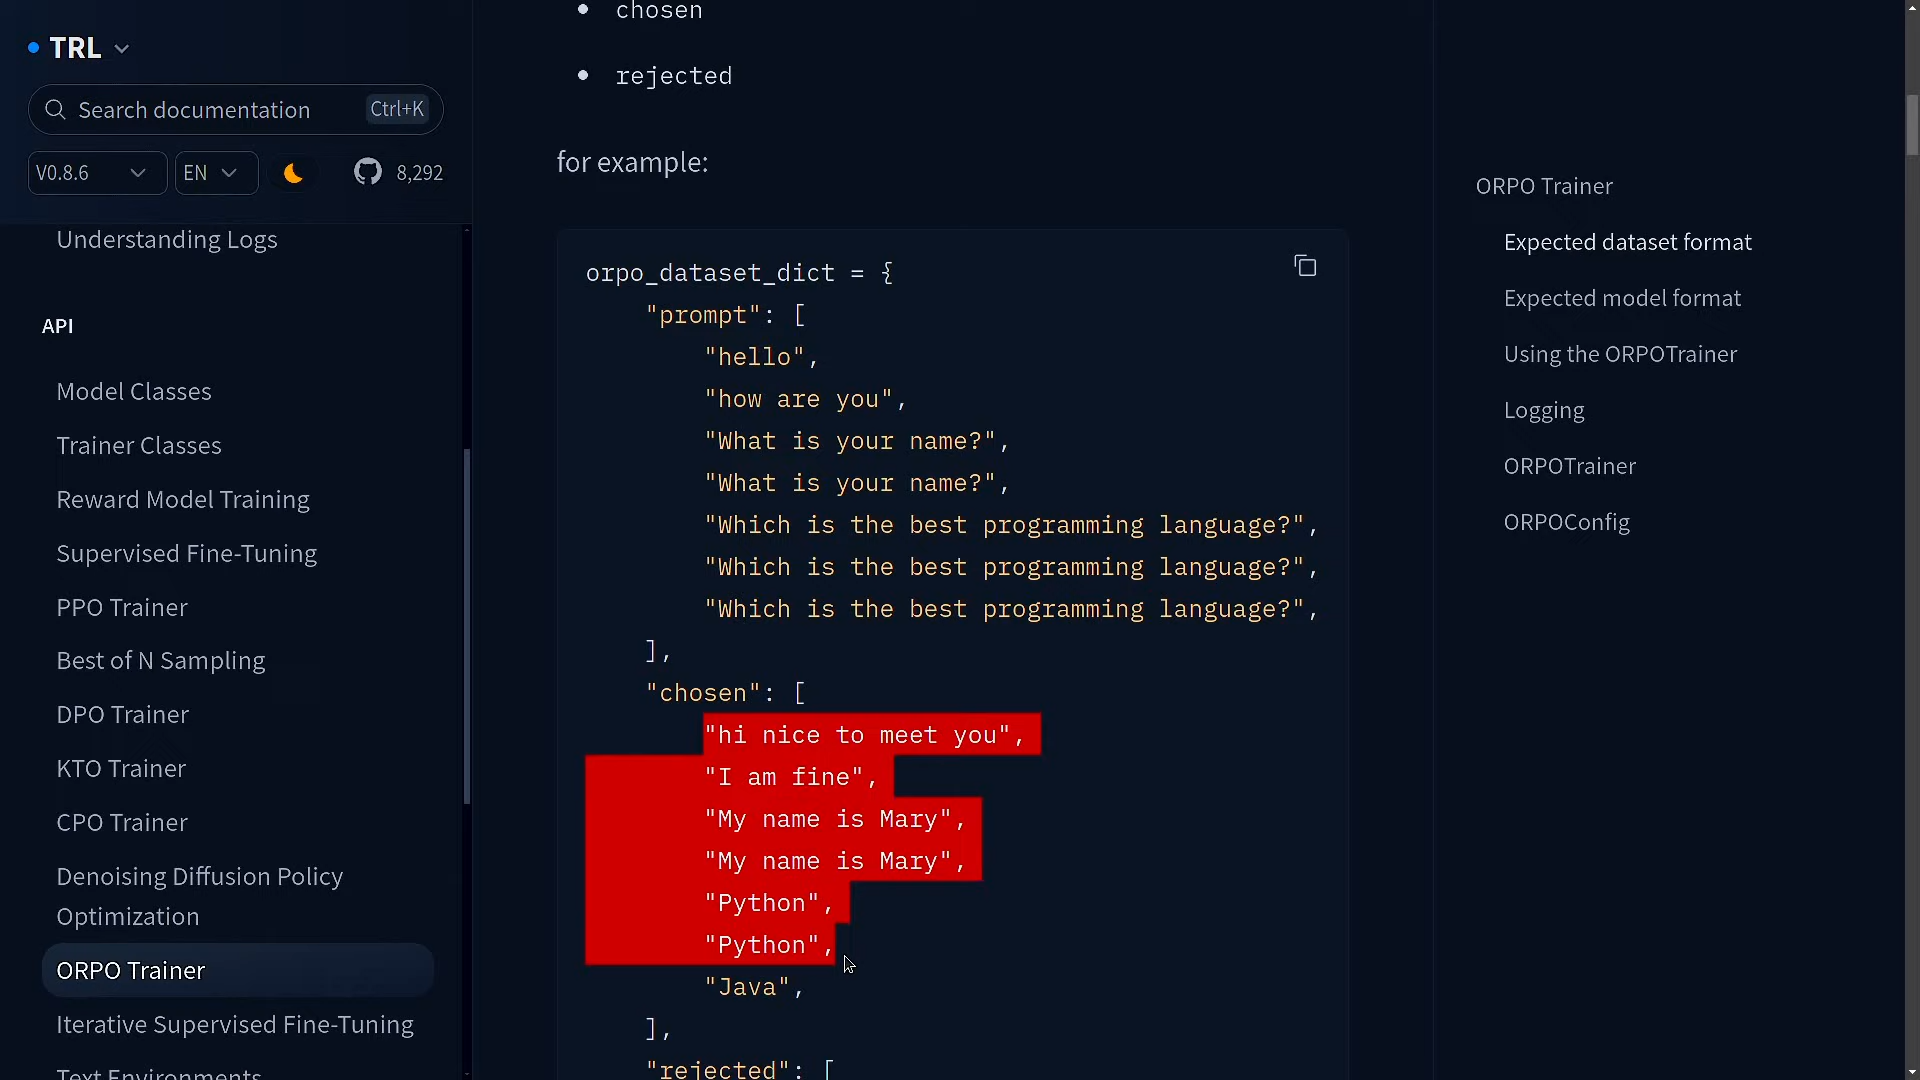 TRL
Search documentation Ctrl+K
V0.8.6 EN 8,292
Understanding Logs
API
Model Classes
Trainer Classes
Reward Model Training
Supervised Fine-Tuning
PPO Trainer
Best of N Sampling
DPO Trainer
KTO Trainer
CPO Trainer
Denoising Diffusion Policy
Optimization
ORPO Trainer
Iterative Supervised Fine-Tuning
Text Environments
• chosen
• rejected
for example:
orpo_dataset_dict = {
    "prompt": [
        "hello",
        "how are you",
        "What is your name?",
        "What is your name?",
        "Which is the best programming language?",
        "Which is the best programming language?",
        "Which is the best programming language?",
    ],
    "chosen": [
        "hi nice to meet you",
        "I am fine",
        "My name is Mary",
        "My name is Mary",
        "Python",
        "Python",
        "Java",
    ],
    "rejected": [
ORPO Trainer
Expected dataset format
Expected model format
Using the ORPOTrainer
Logging
ORPOTrainer
ORPOConfig